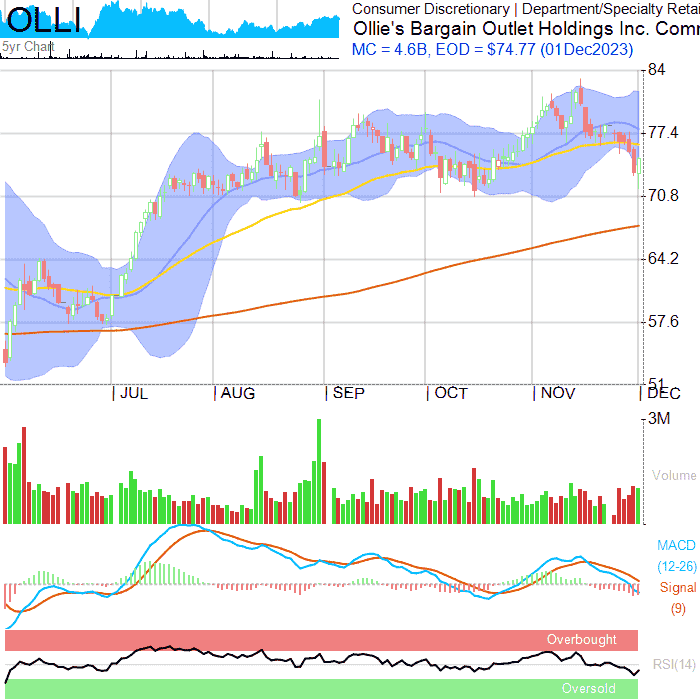 OLLI
5yr Chart
Consumer Discretionary | Department/Specialty Retai
Ollie's Bargain Outlet Holdings Inc. Comm
MC = 4.6B, EOD = $74.77 (01Dec2023)
84
77.4
70.8
64.2
57.6
51
JUL AUG SEP OCT NOV DEC
3M
Volume
MACD
(12-26)
Signal
(9)
Overbought
RSI(14)
Oversold